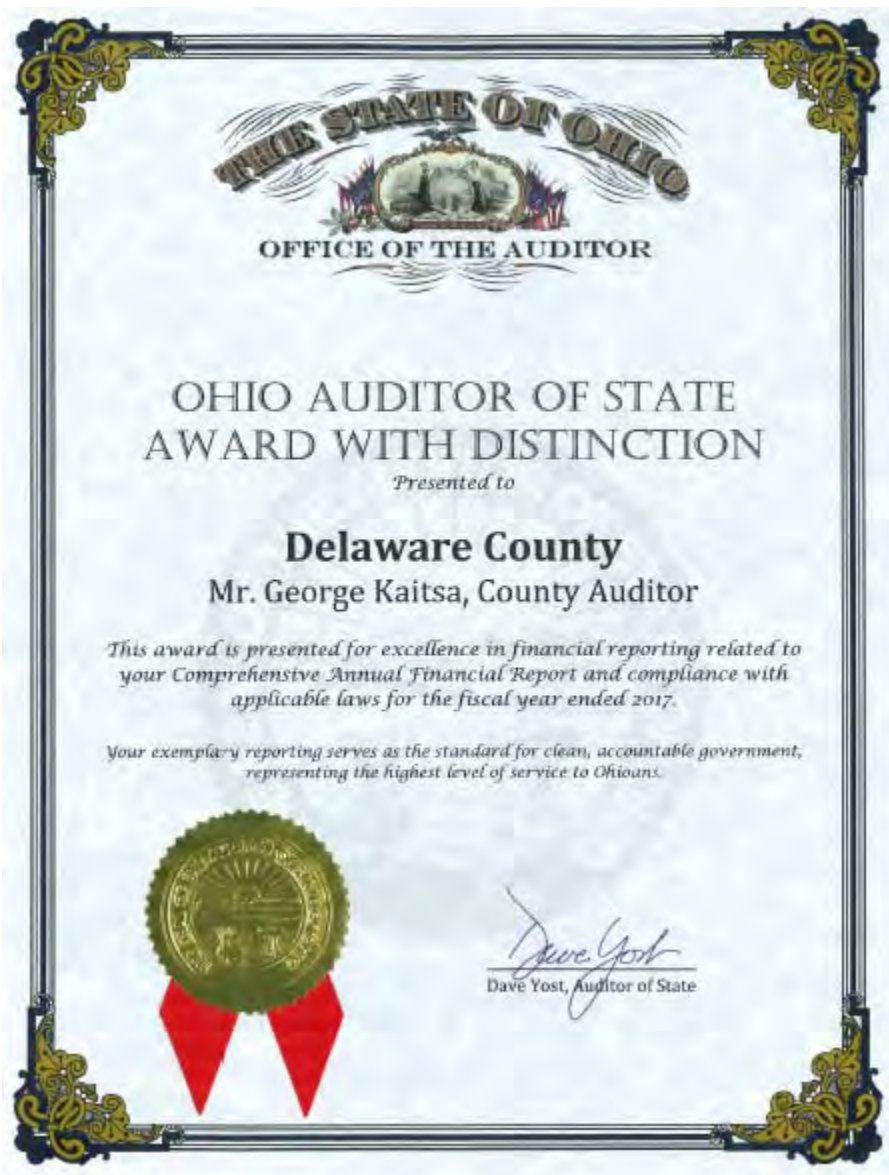 THE STATE OF OHIO
OFFICE OF THE AUDITOR
OHIO AUDITOR OF STATE
AWARD WITH DISTINCTION
Presented to
Delaware County
Mr. George Kaitsa, County Auditor
This award is presented for excellence in financial reporting related to
your Comprehensive Annual Financial Report and compliance with
applicable laws for the fiscal year ended 2017.
Your exemplary reporting serves as the standard for clean, accountable government,
representing the highest level of service to Ohioans.
Dave Yost
Dave Yost, Auditor of State